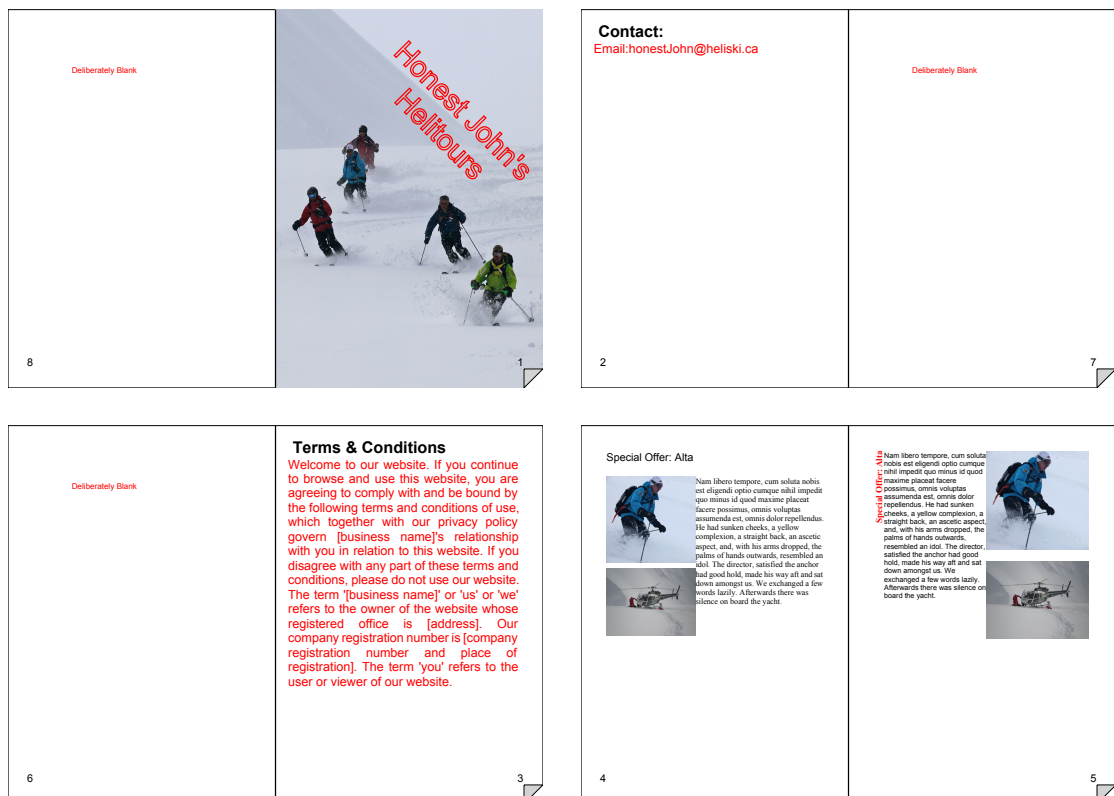 Deliberately Blank
8
Honest John's
Helitours
1
Contact:
Email:honestJohn@heliski.ca
2
Deliberately Blank
7
Deliberately Blank
6
Terms & Conditions
Welcome to our website. If you continue
to browse and use this website, you are
agreeing to comply with and be bound by
the following terms and conditions of use,
which together with our privacy policy
govern [business name]'s relationship
with you in relation to this website. If you
disagree with any part of these terms and
conditions, please do not use our website.
The term '[business name]' or 'us' or 'we'
refers to the owner of the website whose
registered office is [address]. Our
company registration number is [company
registration number and place of
registration]. The term 'you' refers to the
user or viewer of our website.
3
Special Offer: Alta
Nam libero tempore, cum soluta nobis
est eligendi optio cumque nihil impedit
quo minus id quod maxime placeat
facere possimus, omnis voluptas
assumenda est, omnis dolor repellendus.
He had sunken cheeks, a yellow
complexion, a straight back, an ascetic
aspect, and, with his arms dropped, the
palms of hands outwards, resembled an
idol. The director, satisfied the anchor
had good hold, made his way aft and sat
down amongst us. We exchanged a few
words lazily. Afterwards there was
silence on board the yacht.
4
Special Offer: Alta
Nam libero tempore, cum soluta
nobis est eligendi optio cumque
nihil impedit quo minus id quod
maxime placeat facere
possimus, omnis voluptas
assumenda est, omnis dolor
repellendus. He had sunken
cheeks, a yellow complexion, a
straight back, an ascetic aspect,
and, with his arms dropped, the
palms of hands outwards,
resembled an idol. The director,
satisfied the anchor had good
hold, made his way aft and sat
down amongst us. We
exchanged a few words lazily.
Afterwards there was silence on
board the yacht.
5